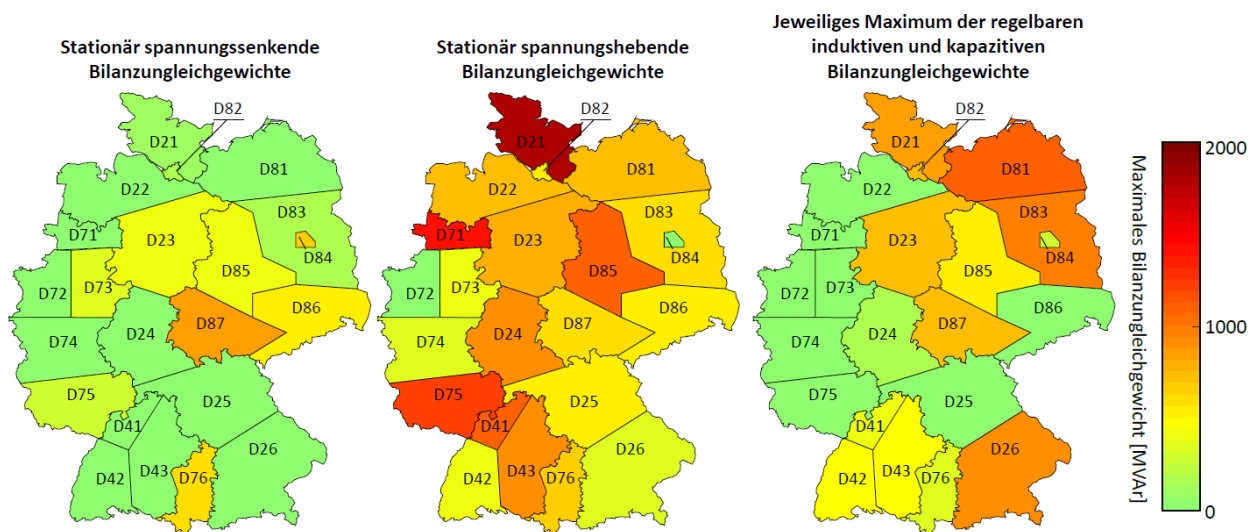 Stationär spannungssenkende
Bilanzungleichgewichte
D82
D21
D81
D22
D83
D71
D23
D84
D85
D72
D73
D86
D87
D24
D74
D75
D25
D41
D26
D42
D43
D76
Stationär spannungshebende
Bilanzungleichgewichte
D82
D21
D81
D22
D83
D71
D23
D84
D85
D72
D73
D86
D87
D24
D74
D75
D25
D41
D26
D42
D43
D76
Jeweiliges Maximum der regelbaren
induktiven und kapazitiven
Bilanzungleichgewichte
D82
D21
D81
D22
D83
D71
D23
D84
D85
D72
D73
D86
D87
D24
D74
D75
D25
D41
D26
D42
D43
D76
Maximales Bilanzungleichgewicht [MVAr]
2000
1000
0